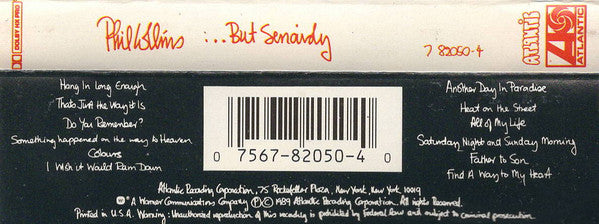 DOLBY HX PRO
Phil Collins ...But Seriously
7 82050-4
ATLANTIC
ATLANTIC
Hang In Long Enough
That's Just the Way it Is
Do You Remember?
Something happened on the way to Heaven
Colours
I Wish it Would Rain Down
Another Day In Paradise
Heat on the Street
All of My Life
Saturday Night and Sunday Morning
Father to Son
Find A Way to My Heart
0 7567-82050-4 0
Atlantic Recording Corporation, 75 Rockefeller Plaza, New York, New York, 10019
A Warner Communications Company ℗© 1989 Atlantic Recording Corporation.
Printed in U.S.A. Warning: Unauthorized reproduction of this recording is prohibited by Federal law and subject to criminal prosecution.